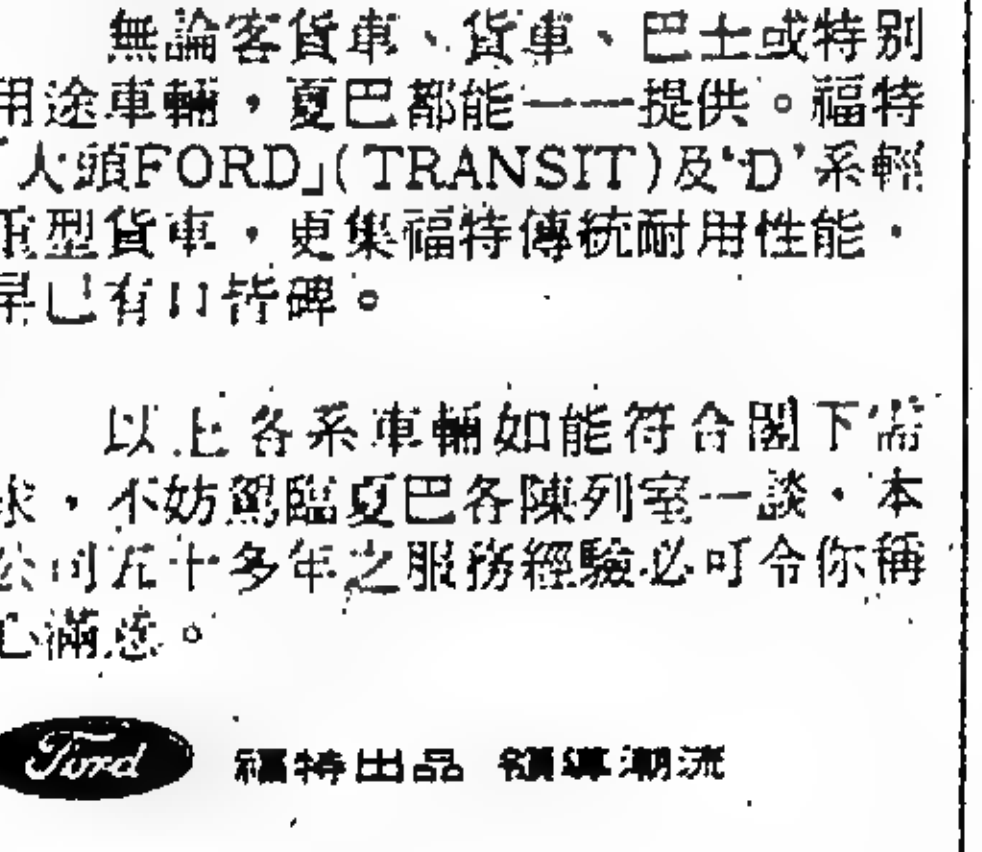 無論客貨車、貨車、巴士或特別
用途車輛，夏巴都能一一提供。福特
「大頭FORD」(TRANSIT)及‘D’系輕
重型貨車，更集福特傳統耐用性能，
早已有口皆碑。
以上各系車輛如能符合閣下需
求，不妨駕臨夏巴各陳列室一談，本
公司五十多年之服務經驗必可令你稱
心滿意。
Ford 福特出品 領導潮流